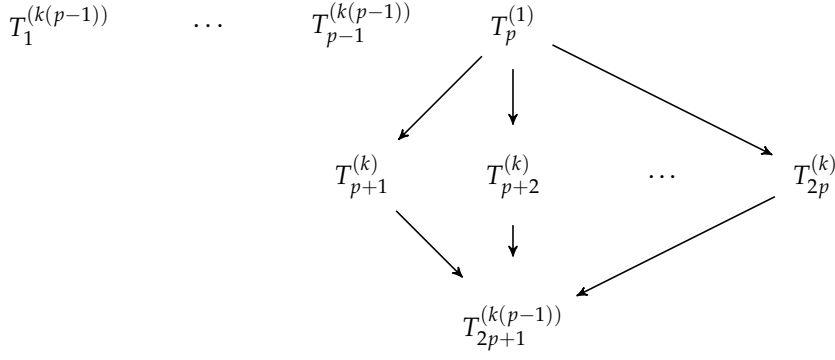 T_1^{(k(p−1))} ⋯ T_{p−1}^{(k(p−1))} T_p^{(1)}
T_{p+1}^{(k)} T_{p+2}^{(k)} ⋯ T_{2p}^{(k)}
T_{2p+1}^{(k(p−1))}